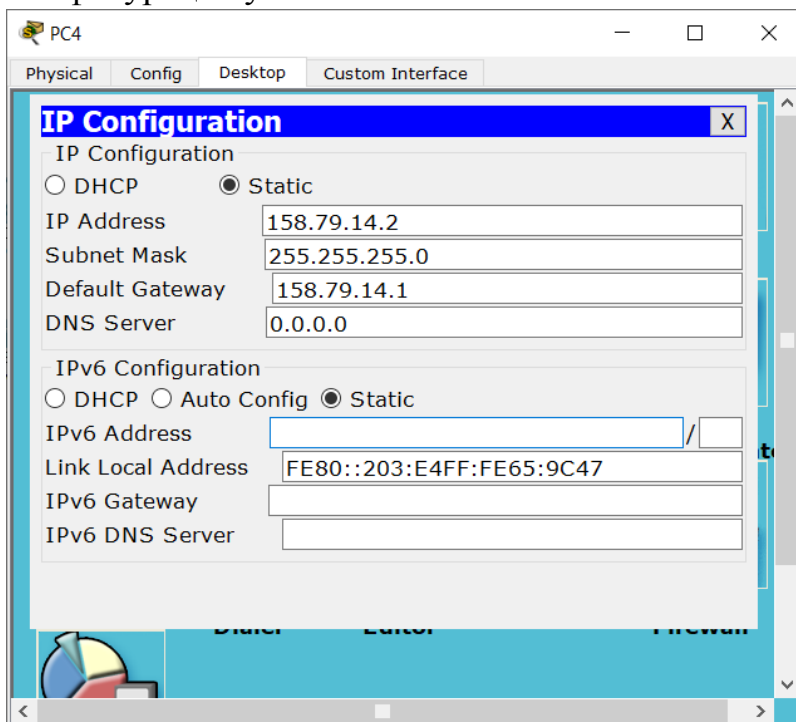 PC4
Physical Config Desktop Custom Interface
IP Configuration X
IP Configuration
DHCP Static
IP Address 158.79.14.2
Subnet Mask 255.255.255.0
Default Gateway 158.79.14.1
DNS Server 0.0.0.0
IPv6 Configuration
DHCP Auto Config Static
IPv6 Address /
Link Local Address FE80::203:E4FF:FE65:9C47
IPv6 Gateway
IPv6 DNS Server